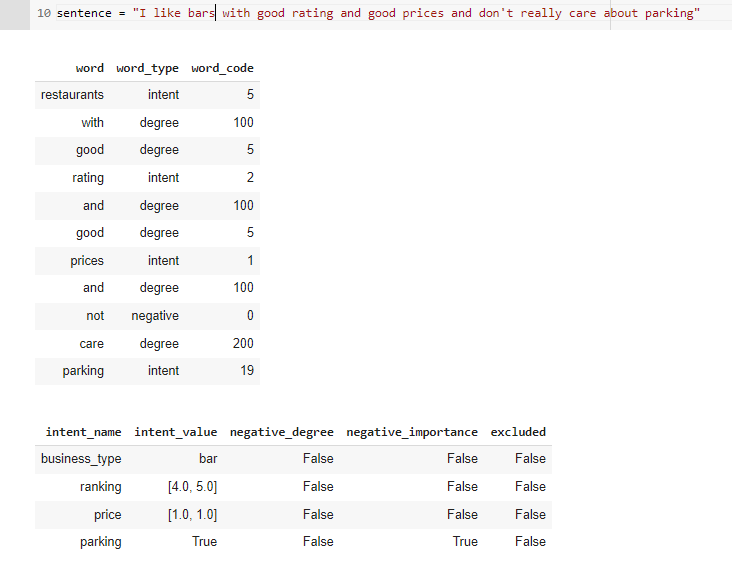 10 sentence = "I like bars with good rating and good prices and don't really care about parking"
word word_type word_code
restaurants intent 5
with degree 100
good degree 5
rating intent 2
and degree 100
good degree 5
prices intent 1
and degree 100
not negative 0
care degree 200
parking intent 19
intent_name intent_value negative_degree negative_importance excluded
business_type bar False False False
ranking [4.0, 5.0] False False False
price [1.0, 1.0] False False False
parking True False True False